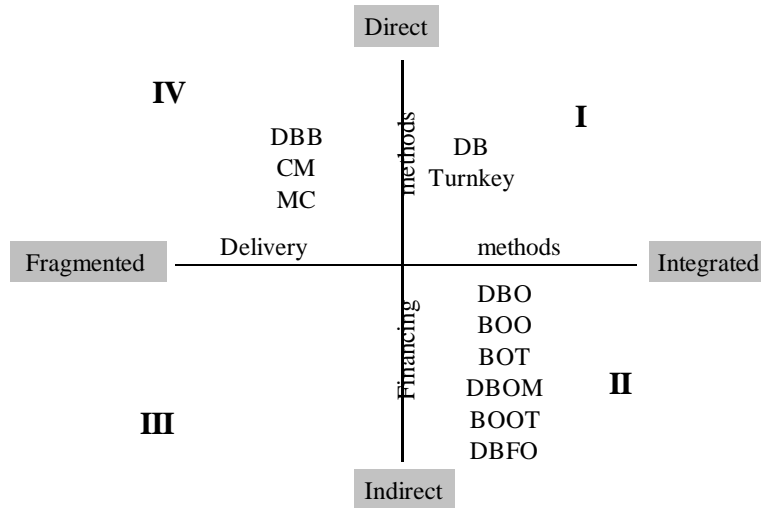 Direct
IV
I
DBB
CM
MC
methods
DB
Turnkey
Delivery
methods
Fragmented
Integrated
Financing
DBO
BOO
BOT
DBOM
BOOT
DBFO
II
III
Indirect